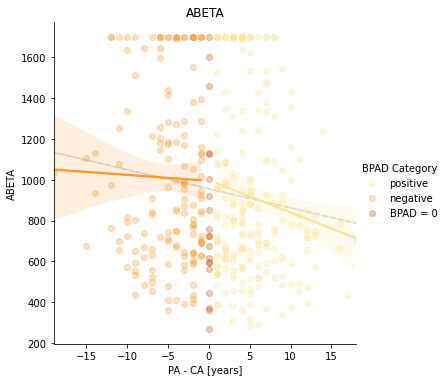 ABETA
1600
1400
1200
1000
800
600
400
200
ABETA
−15
−10
−5
0
5
10
15
PA - CA [years]
BPAD Category
positive
negative
BPAD = 0